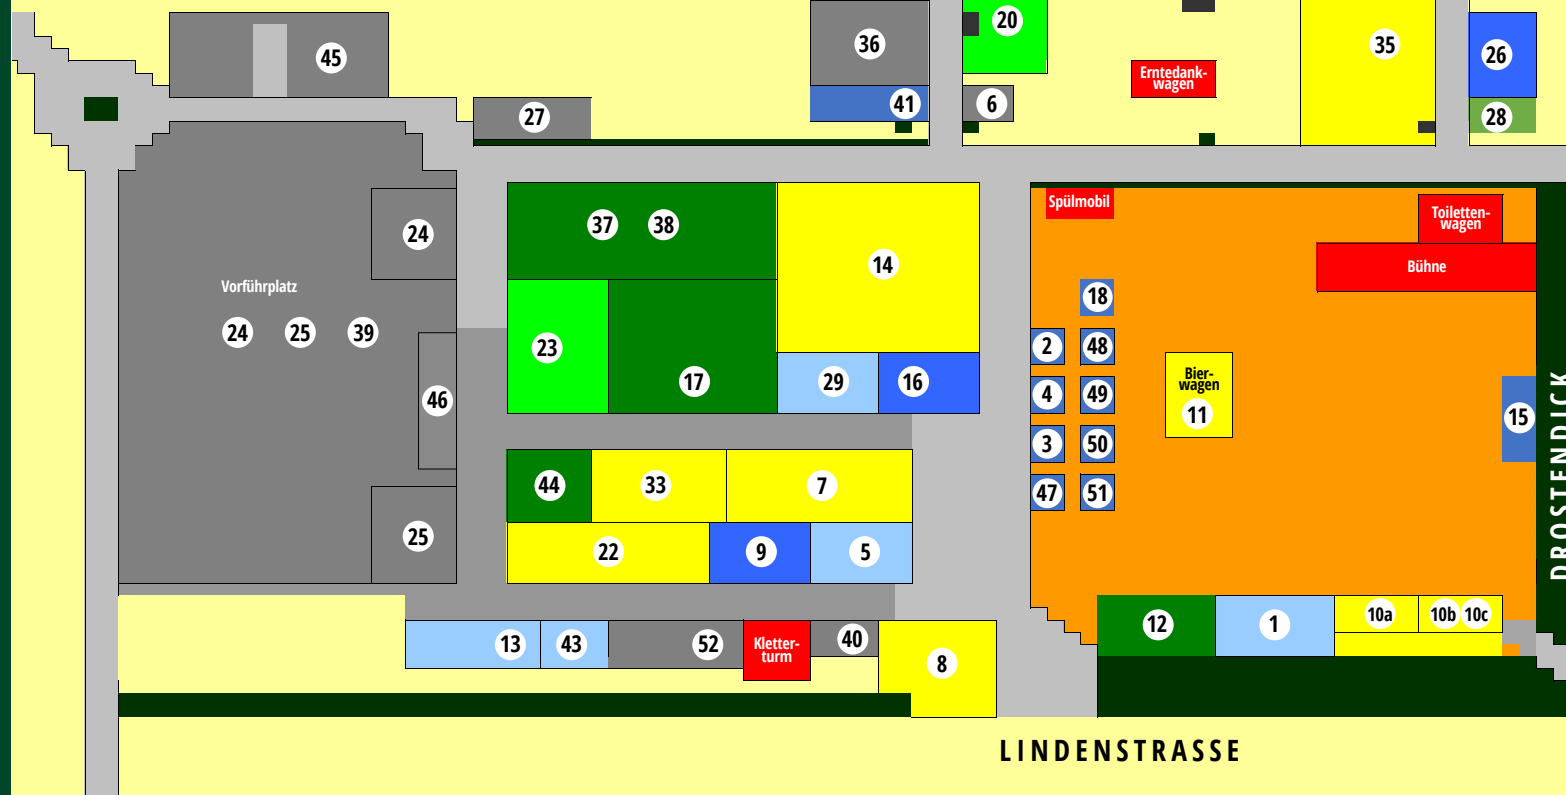 20
36
35
45
26
Erntedank-
wagen
41
6
27
28
Spülmobil
Toiletten-
wagen
37 38
24
14
Bühne
Vorführplatz
18
24 25 39
2 48
23
Bier-
wagen
17
29 16
4 49
46
11
15
3 50
44 33 7
47 51
DROSTENDICK
25
22 9 5
10a 10b 10c
12 1
13 43 52
Kletter-
turm
40
8
LINDENSTRASSE